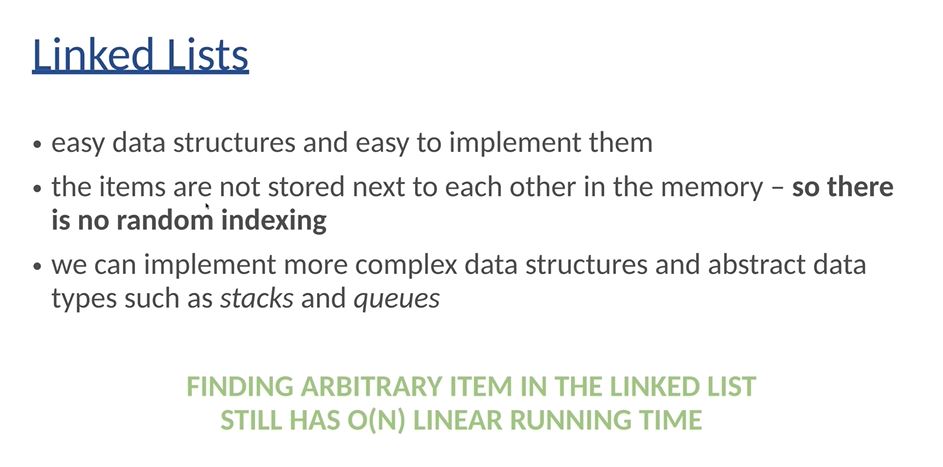 Linked Lists
• easy data structures and easy to implement them
• the items are not stored next to each other in the memory – so there
is no random indexing
• we can implement more complex data structures and abstract data
types such as stacks and queues
FINDING ARBITRARY ITEM IN THE LINKED LIST
STILL HAS O(N) LINEAR RUNNING TIME